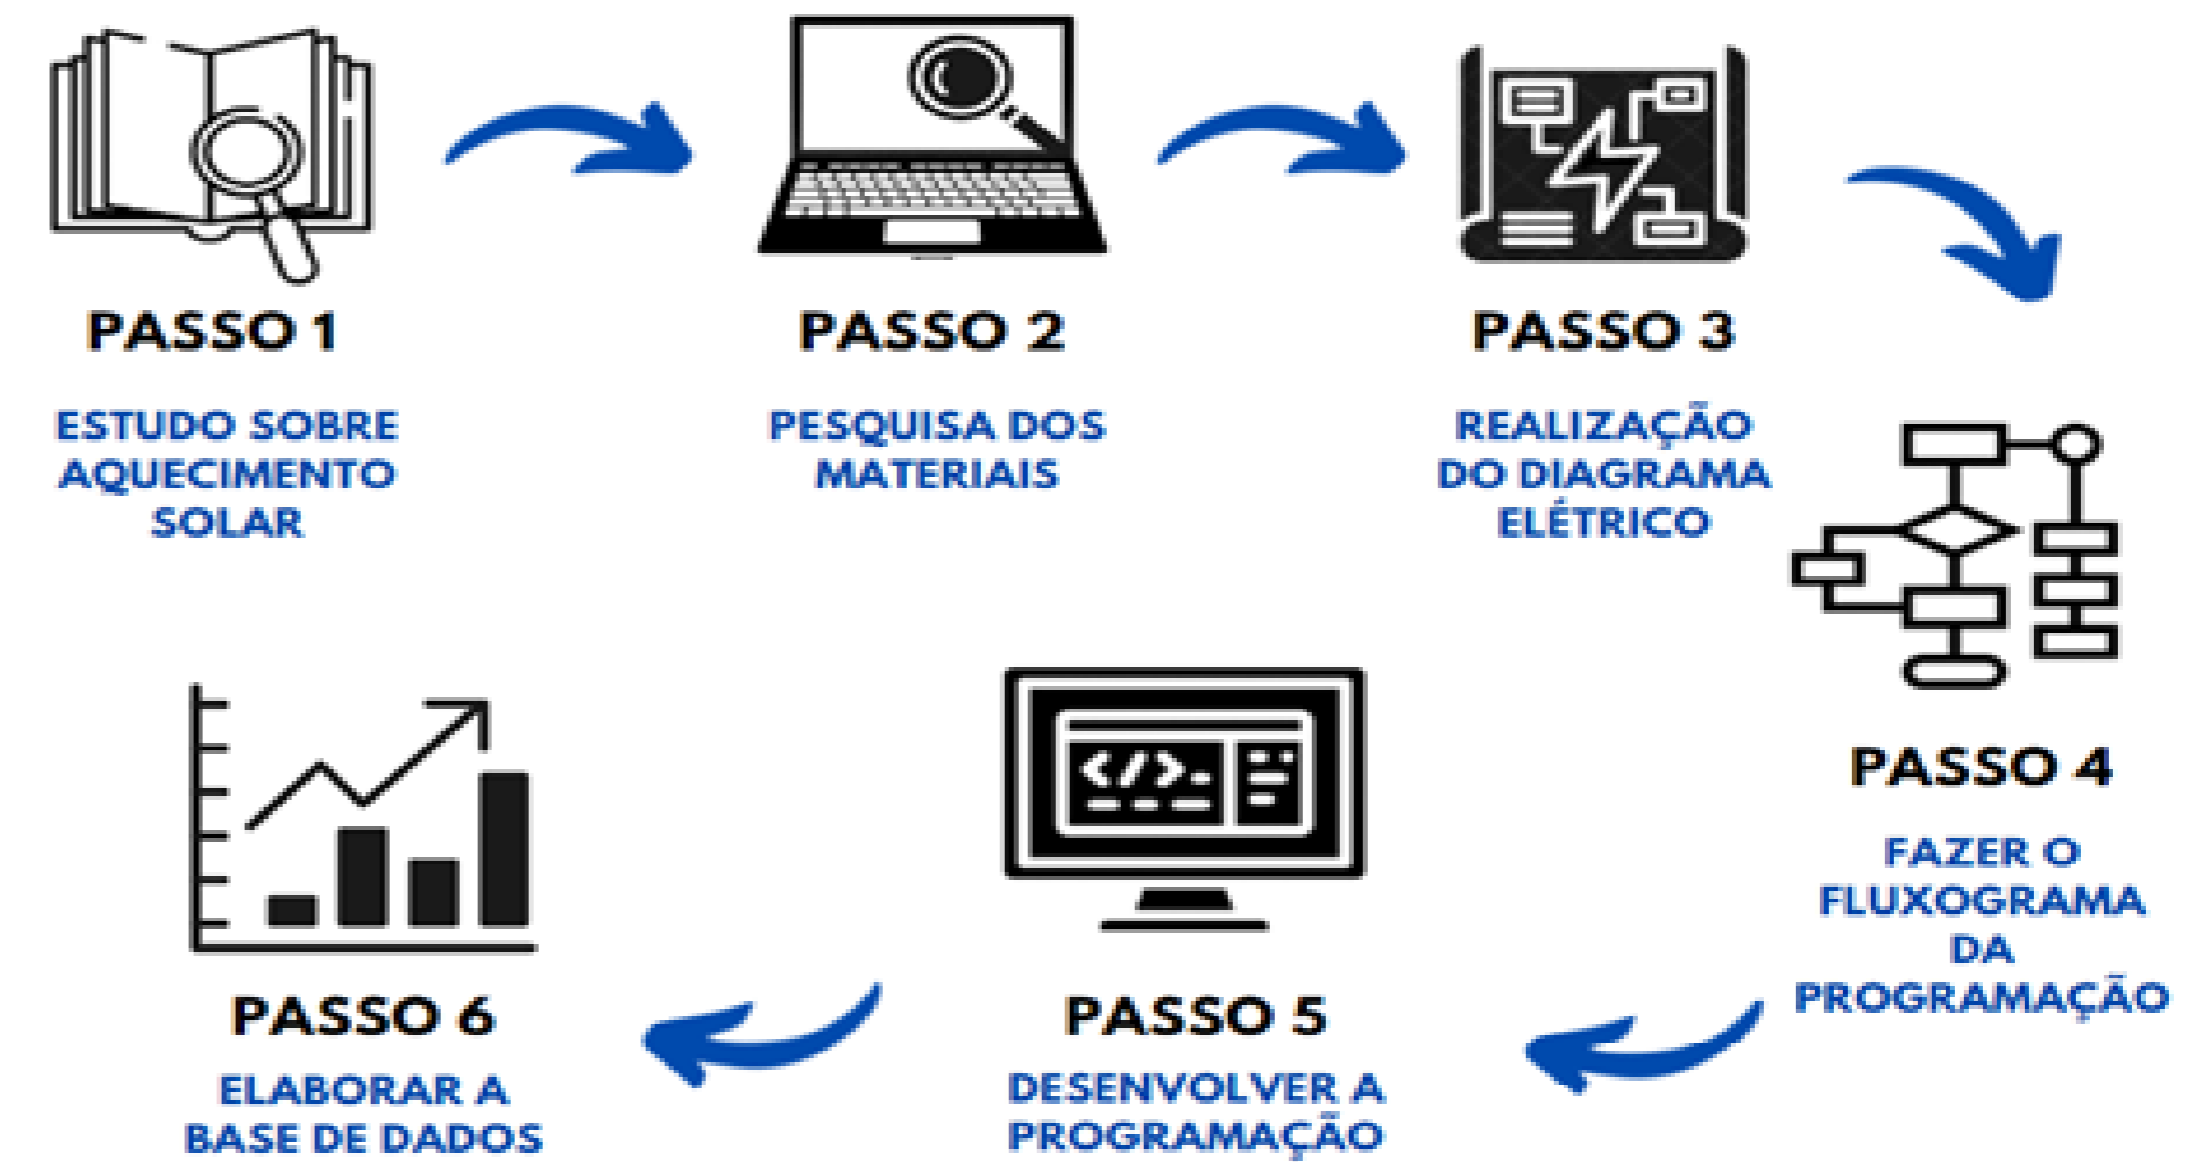 PASSO 1
ESTUDO SOBRE
AQUECIMENTO
SOLAR
PASSO 2
PESQUISA DOS
MATERIAIS
PASSO 3
REALIZAÇÃO
DO DIAGRAMA
ELÉTRICO
PASSO 4
FAZER O
FLUXOGRAMA
DA
PROGRAMAÇÃO
</>
PASSO 5
DESENVOLVER A
PROGRAMAÇÃO
PASSO 6
ELABORAR A
BASE DE DADOS